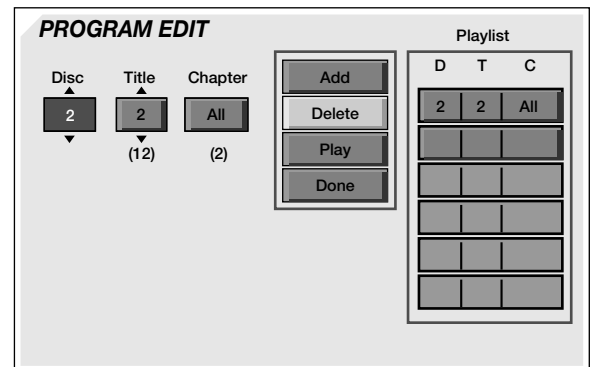 PROGRAM EDIT
Disc Title Chapter
2 2 All
(12) (2)
Add
Delete
Play
Done
Playlist
D T C
2 2 All